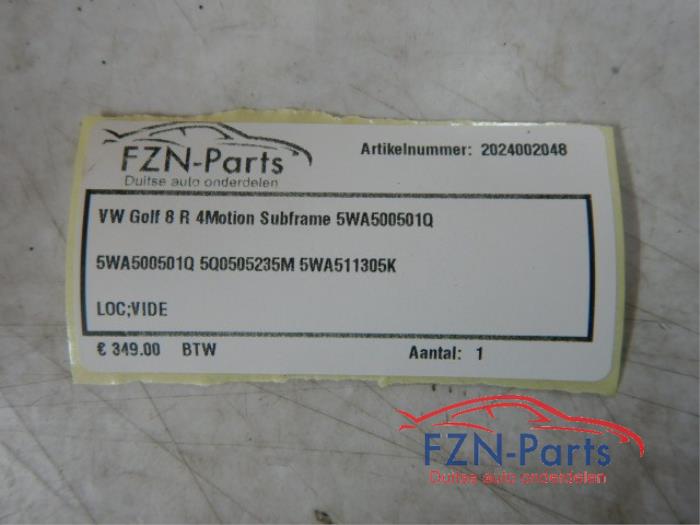 FZN-Parts
Duitse auto onderdelen
Artikelnummer: 2024002048
VW Golf 8 R 4Motion Subframe 5WA500501Q
5WA500501Q 5Q0505235M 5WA511305K
LOC;VIDE
€ 349.00 BTW
Aantal: 1
FZN-Parts
Duitse auto onderdelen